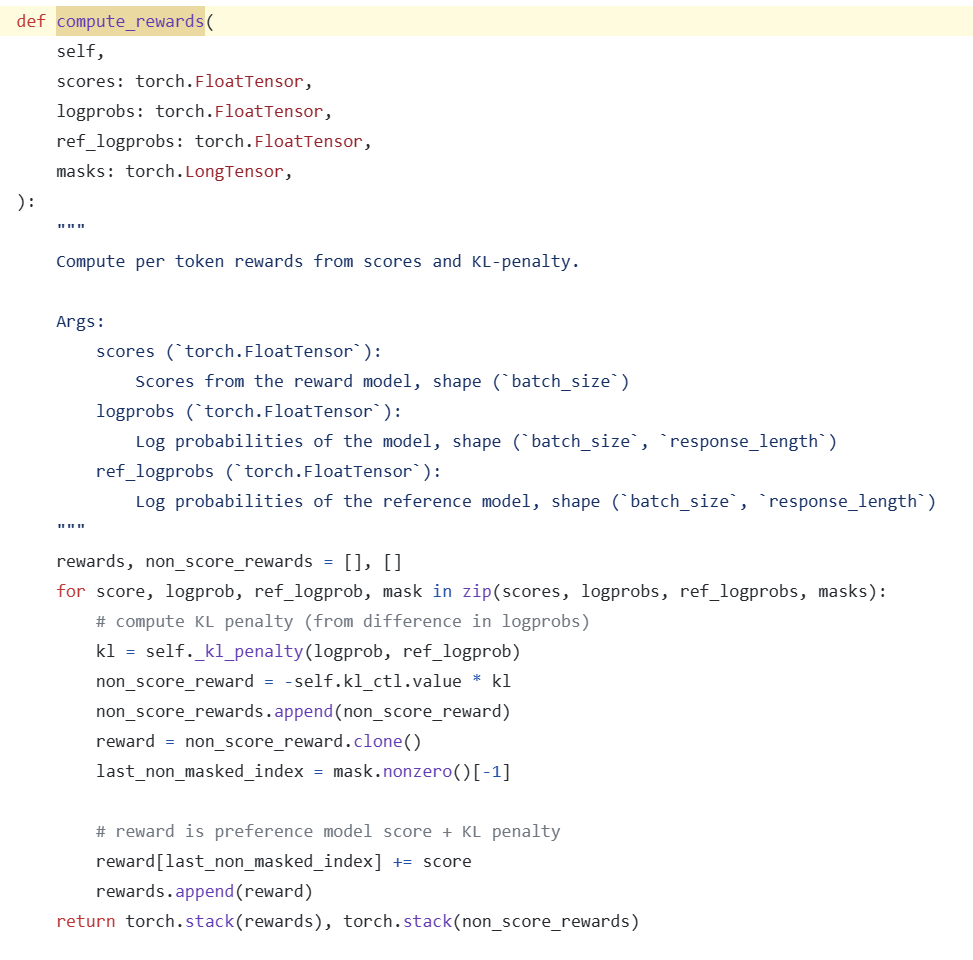 def compute_rewards(
    self,
    scores: torch.FloatTensor,
    logprobs: torch.FloatTensor,
    ref_logprobs: torch.FloatTensor,
    masks: torch.LongTensor,
):
    """
    Compute per token rewards from scores and KL-penalty.

    Args:
        scores (`torch.FloatTensor`):
            Scores from the reward model, shape (`batch_size`)
        logprobs (`torch.FloatTensor`):
            Log probabilities of the model, shape (`batch_size`, `response_length`)
        ref_logprobs (`torch.FloatTensor`):
            Log probabilities of the reference model, shape (`batch_size`, `response_length`)
    """
    rewards, non_score_rewards = [], []
    for score, logprob, ref_logprob, mask in zip(scores, logprobs, ref_logprobs, masks):
        # compute KL penalty (from difference in logprobs)
        kl = self._kl_penalty(logprob, ref_logprob)
        non_score_reward = -self.kl_ctl.value * kl
        non_score_rewards.append(non_score_reward)
        reward = non_score_reward.clone()
        last_non_masked_index = mask.nonzero()[-1]

        # reward is preference model score + KL penalty
        reward[last_non_masked_index] += score
        rewards.append(reward)
    return torch.stack(rewards), torch.stack(non_score_rewards)